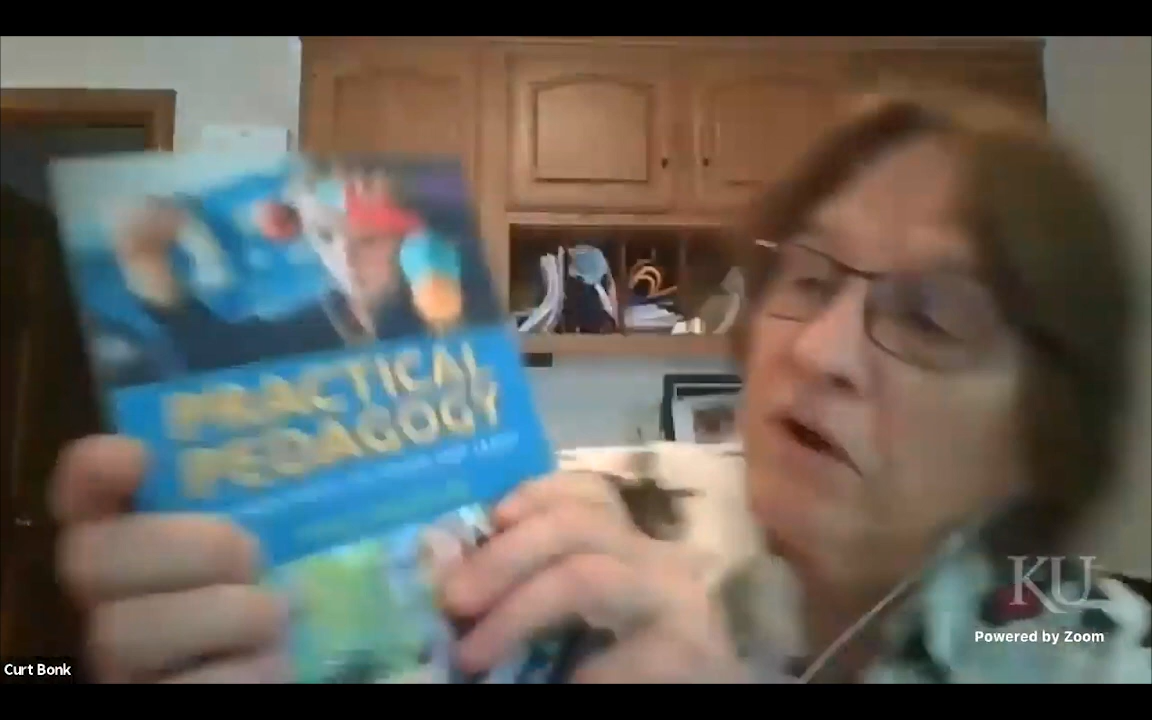 PRACTICAL
PEDAGOGY
KU
Powered by Zoom
Curt Bonk